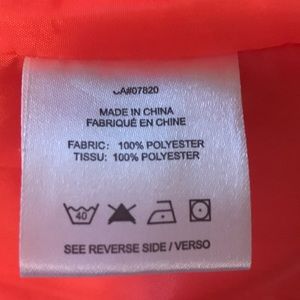 CA#07820
MADE IN CHINA
FABRIQUÉ EN CHINE
FABRIC: 100% POLYESTER
TISSU: 100% POLYESTER
40
SEE REVERSE SIDE / VERSO